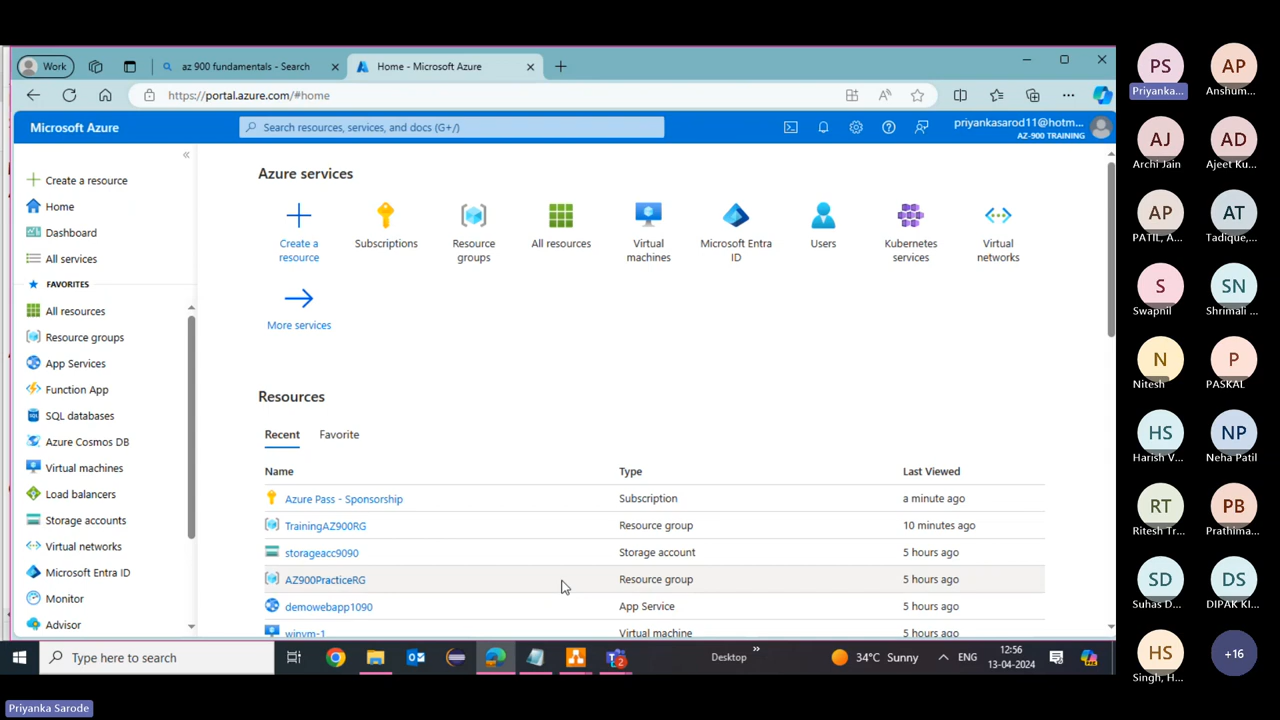 Work
az 900 fundamentals - Search
Home - Microsoft Azure
https://portal.azure.com/#home
Microsoft Azure
Search resources, services, and docs (G+/)
priyankasarod11@hotm...
AZ-900 TRAINING
Create a resource
Home
Dashboard
All services
FAVORITES
All resources
Resource groups
App Services
Function App
SQL databases
Azure Cosmos DB
Virtual machines
Load balancers
Storage accounts
Virtual networks
Microsoft Entra ID
Monitor
Advisor
Azure services
Create a
resource
Subscriptions
Resource
groups
All resources
Virtual
machines
Microsoft Entra
ID
Users
Kubernetes
services
Virtual
networks
More services
Resources
Recent Favorite
Name Type Last Viewed
Azure Pass - Sponsorship Subscription a minute ago
TrainingAZ900RG Resource group 10 minutes ago
storageacc9090 Storage account 5 hours ago
AZ900PracticeRG Resource group 5 hours ago
demowebapp1090 App Service 5 hours ago
winvm-1 Virtual machine 5 hours ago
Type here to search
2
Desktop
34°C Sunny
ENG
12:56
13-04-2024
Priyanka Sarode
PS
Priyanka...
AP
Anshum...
AJ
Archi Jain
AD
Ajeet Ku...
AP
PATIL, A...
AT
Tadique,...
S
Swapnil
SN
Shrimali ...
N
Nitesh
P
PASKAL
HS
Harish V...
NP
Neha Patil
RT
Ritesh Tr...
PB
Prathima...
SD
Suhas D...
DS
DIPAK KI...
HS
Singh, H...
+16